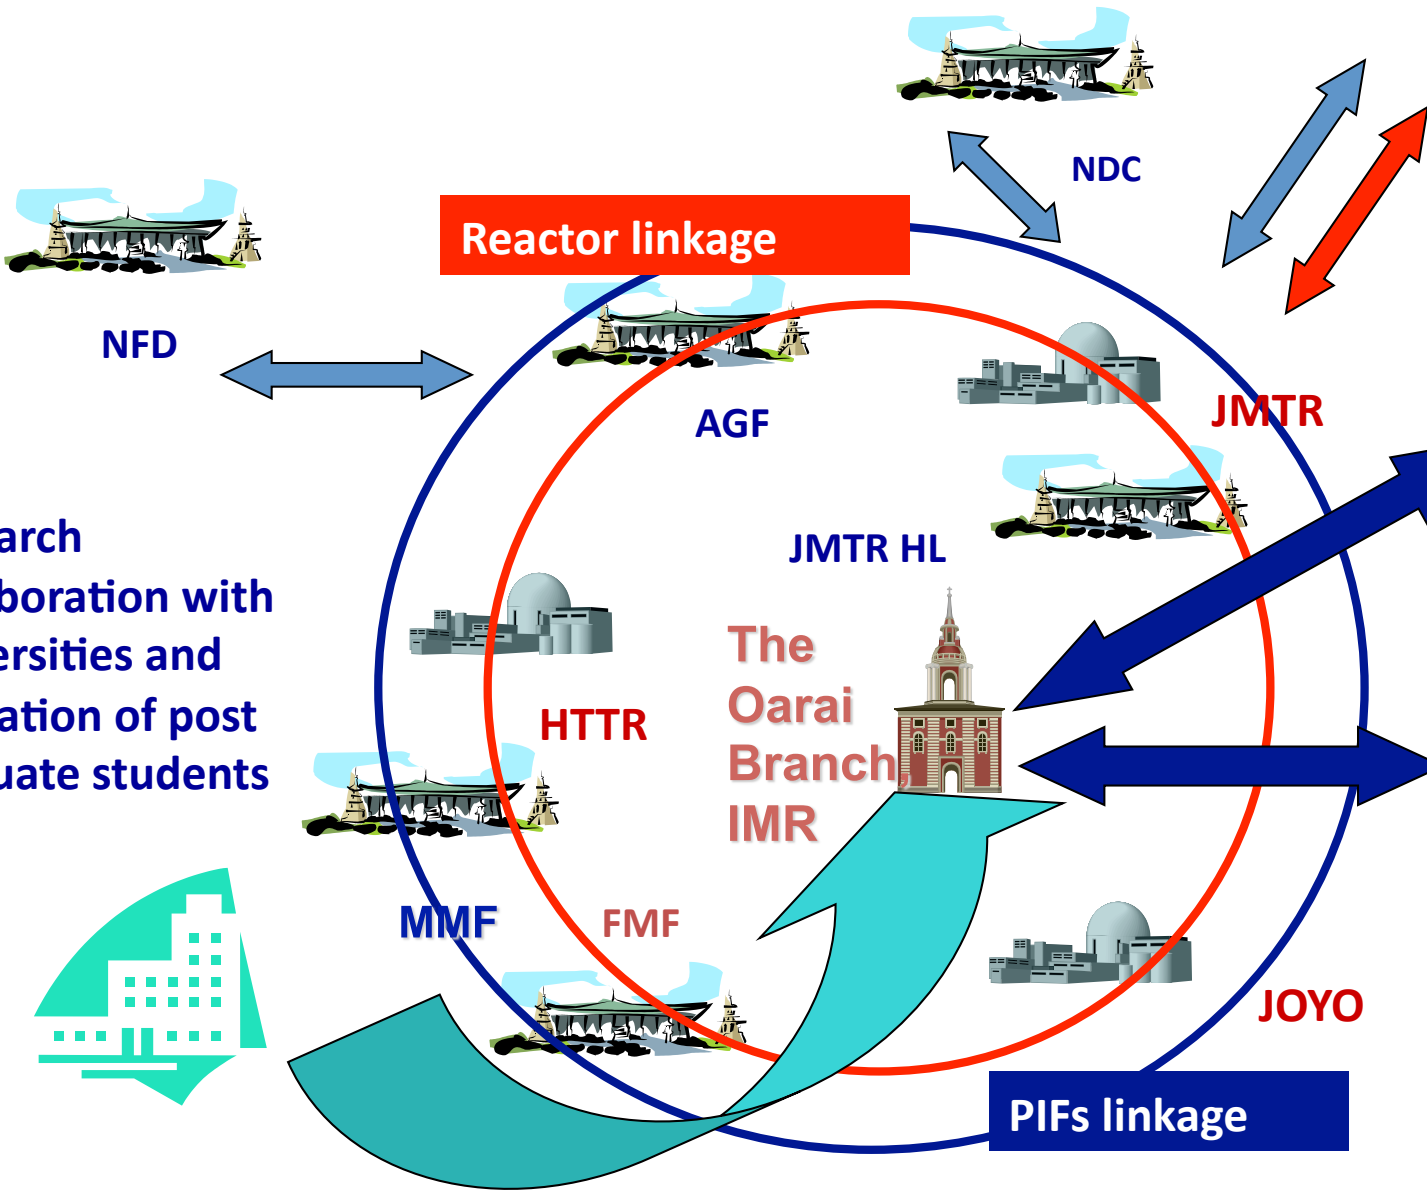 NDC
Reactor linkage
NFD
AGF
JMTR
arch
boration with
ersities and
ation of post
uate students
JMTR HL
The
Oarai
Branch,
IMR
HTTR
MMF
FMF
JOYO
PIFs linkage